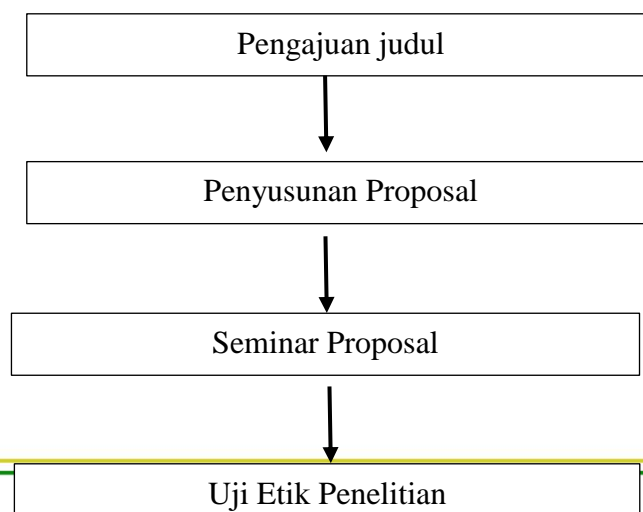 Pengajuan judul
Penyusunan Proposal
Seminar Proposal
Uji Etik Penelitian